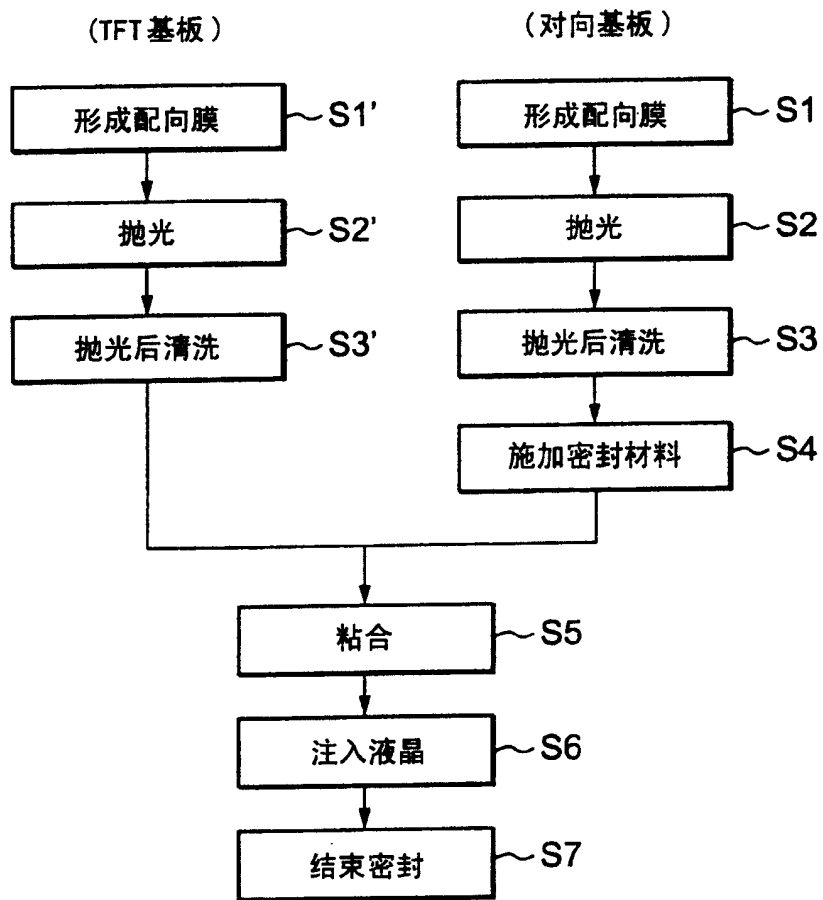 (TFT基板)
(对向基板)
形成配向膜
S1’
形成配向膜
S1
抛光
S2’
抛光
S2
抛光后清洗
S3’
抛光后清洗
S3
施加密封材料
S4
粘合
S5
注入液晶
S6
结束密封
S7